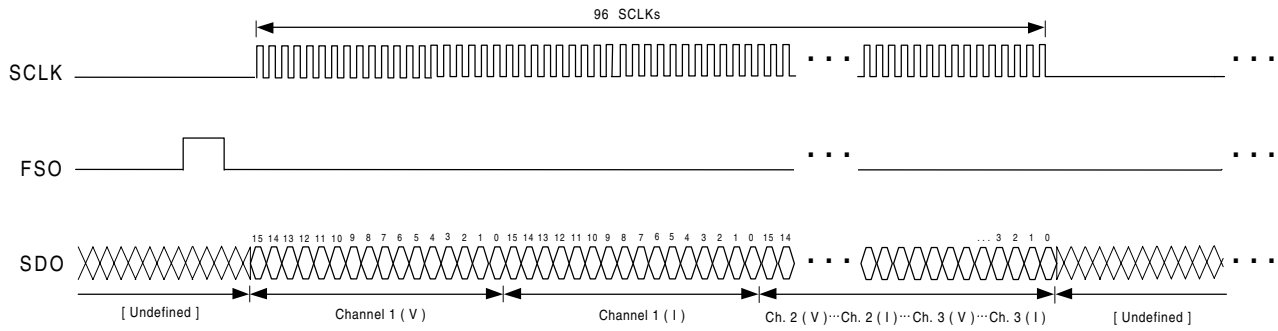 96 SCLKs
SCLK
. . .
. . .
FSO
. . .
. . .
15 14 13 12 11 10 9 8 7 6 5 4 3 2 1 0 15 14 13 12 11 10 9 8 7 6 5 4 3 2 1 0 15 14 ... 3 2 1 0
SDO
. . .
. . .
[ Undefined ]
Channel 1 ( V )
Channel 1 ( I )
Ch. 2 ( V )···Ch. 2 ( I )···Ch. 3 ( V )···Ch. 3 ( I )
[ Undefined ]